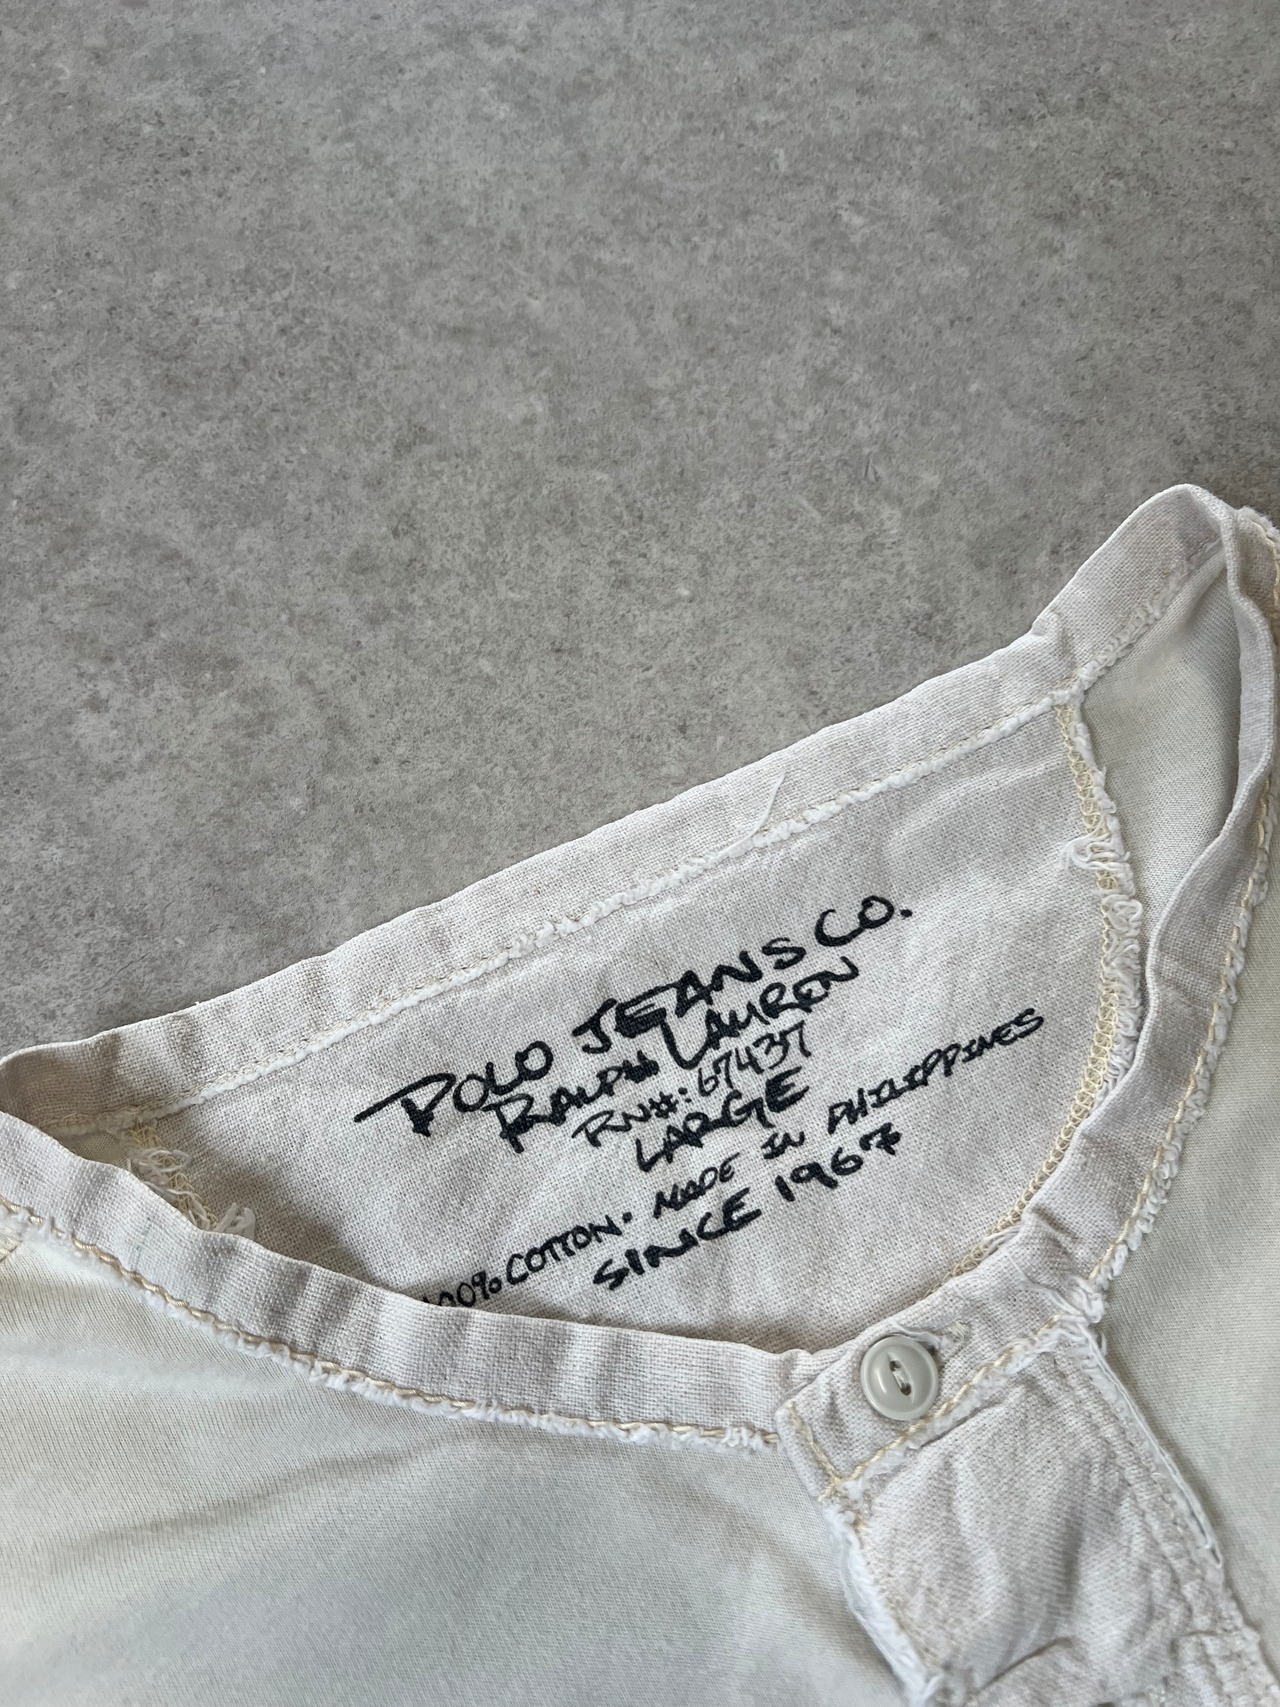 POLO JEANS CO.
RALPH LAUREN
RN#: 67437
LARGE
100% COTTON. MADE IN PHILIPPINES
SINCE 1967